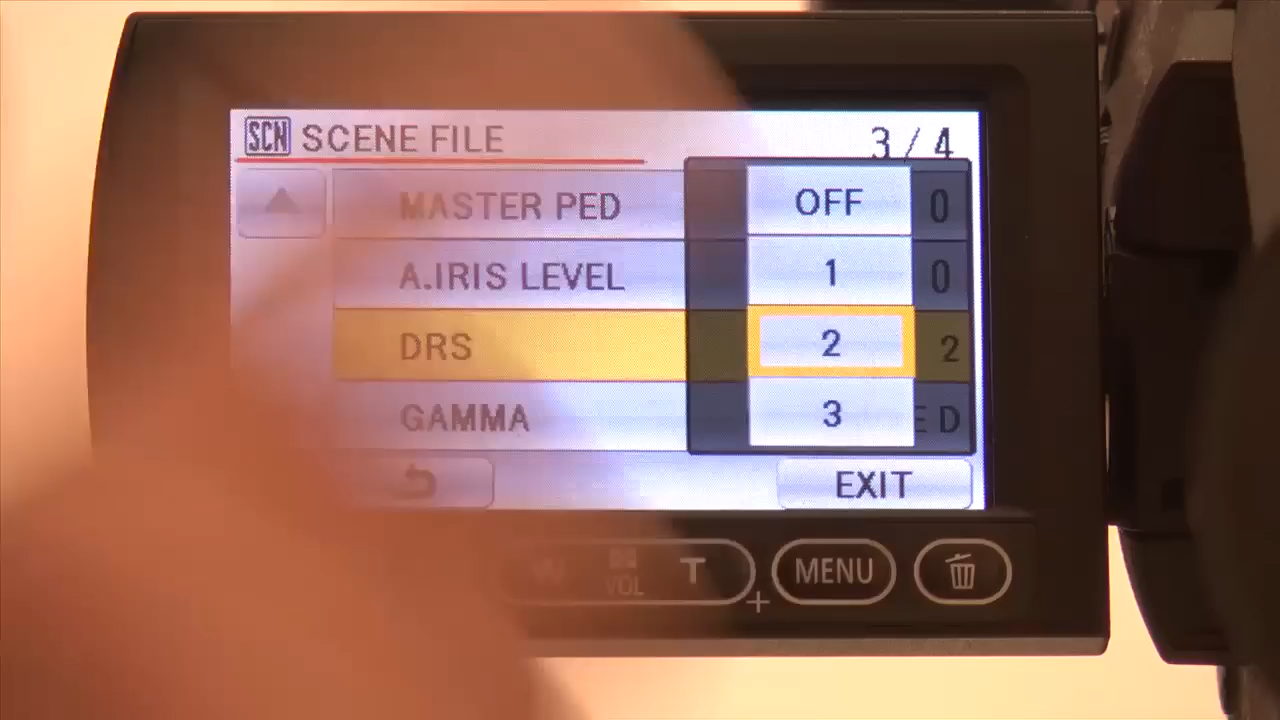 SCN SCENE FILE 3/4
MASTER PED OFF 0
A.IRIS LEVEL 1 0
DRS 2 2
GAMMA 3 E D
EXIT
W VOL T MENU